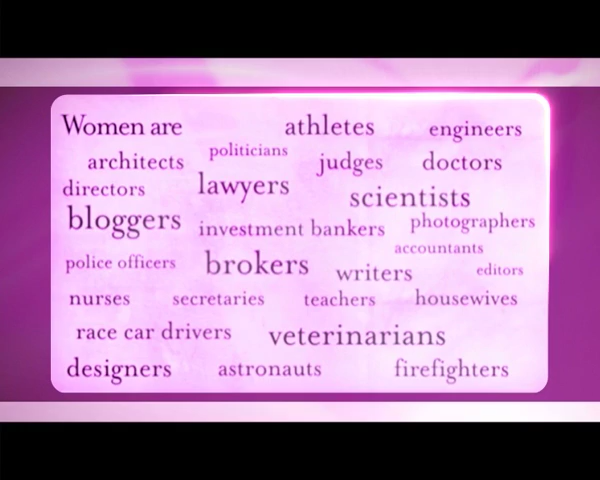 Women are athletes engineers
politicians
architects judges doctors
directors lawyers scientists
bloggers investment bankers photographers
accountants
police officers brokers writers editors
nurses secretaries teachers housewives
race car drivers veterinarians
designers astronauts firefighters